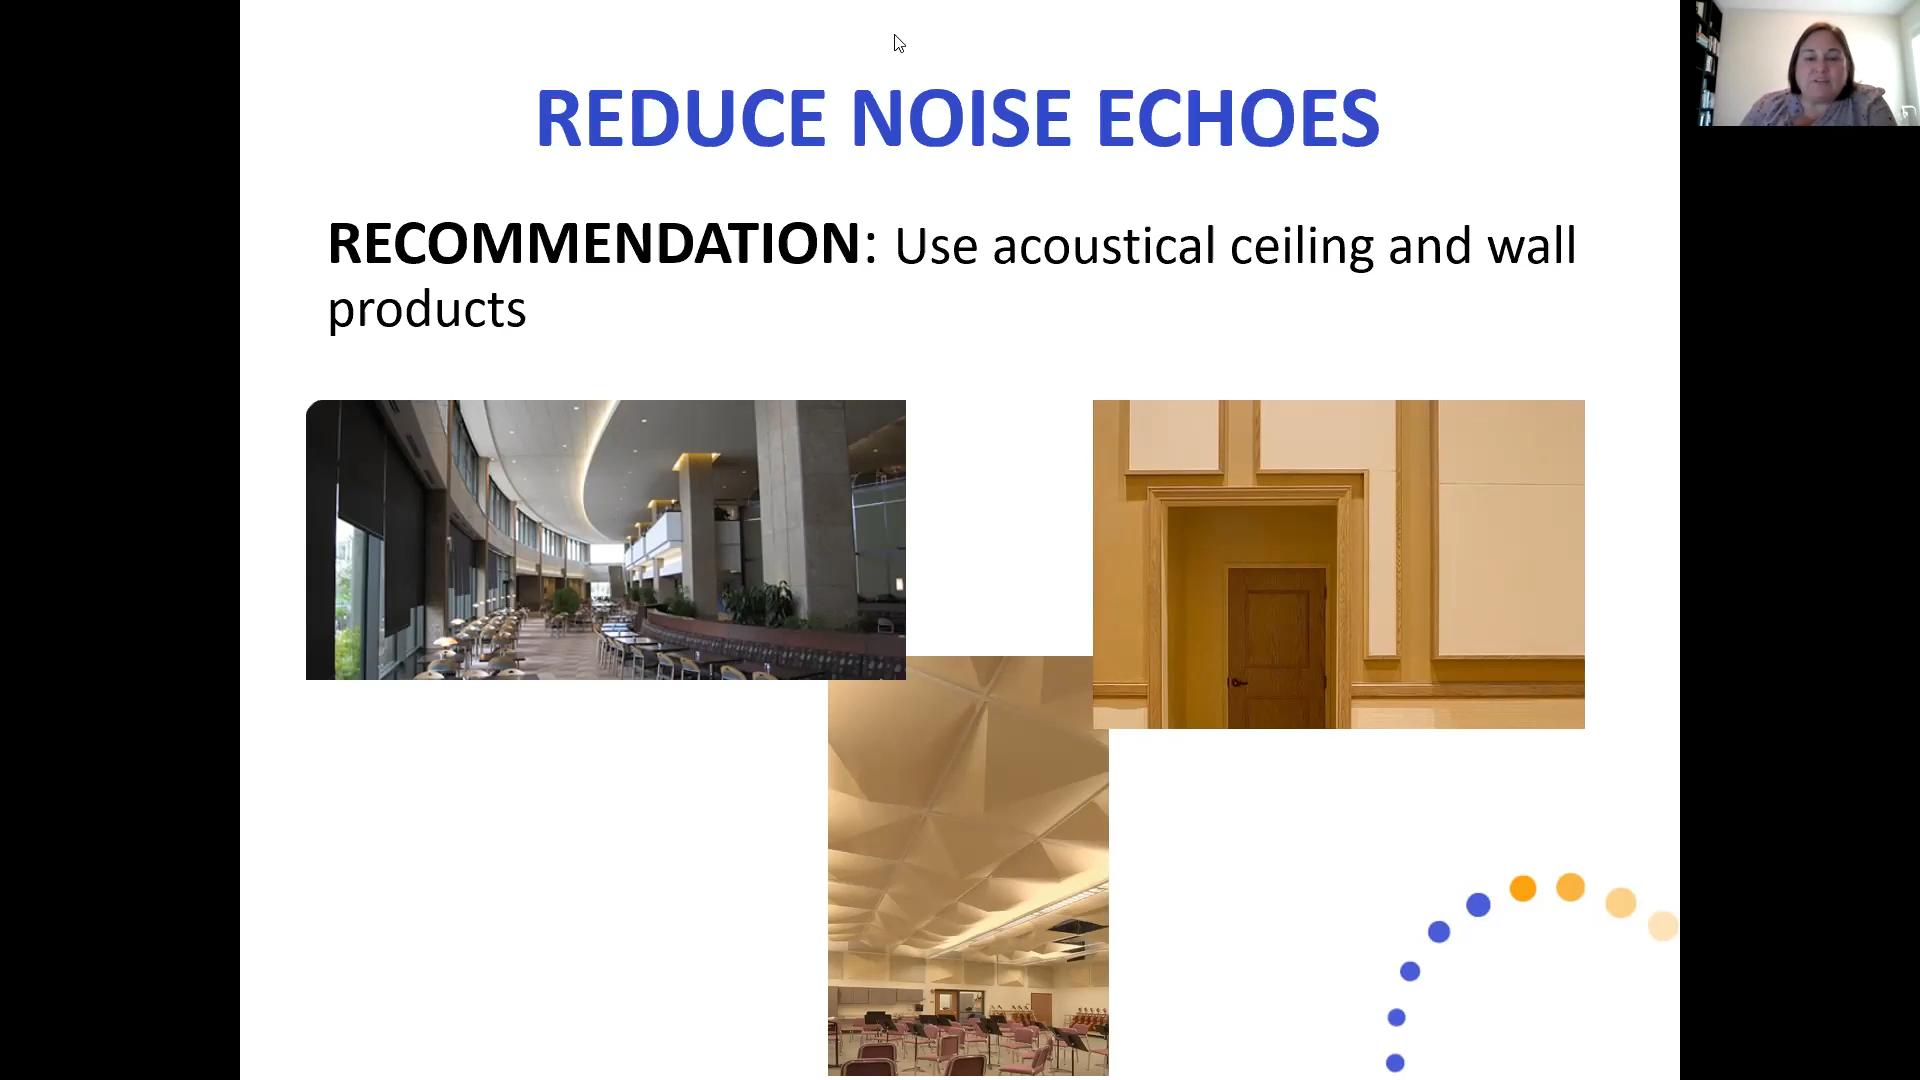 REDUCE NOISE ECHOES
RECOMMENDATION: Use acoustical ceiling and wall
products